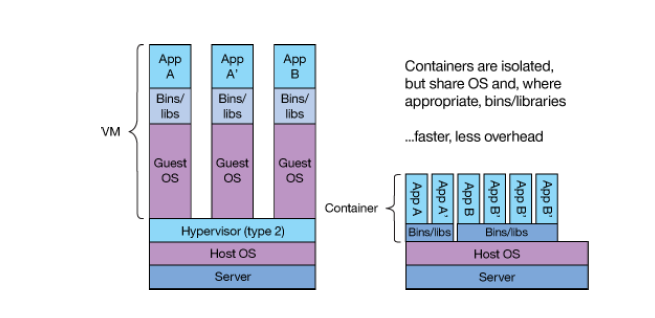 App
A
App
A'
App
B
Bins/
libs
Bins/
libs
Bins/
libs
VM
Guest
OS
Guest
OS
Guest
OS
Hypervisor (type 2)
Host OS
Server
Containers are isolated,
but share OS and, where
appropriate, bins/libraries
...faster, less overhead
Container
App A
App A'
App B
App B'
App B'
App B'
Bins/libs
Bins/libs
Host OS
Server